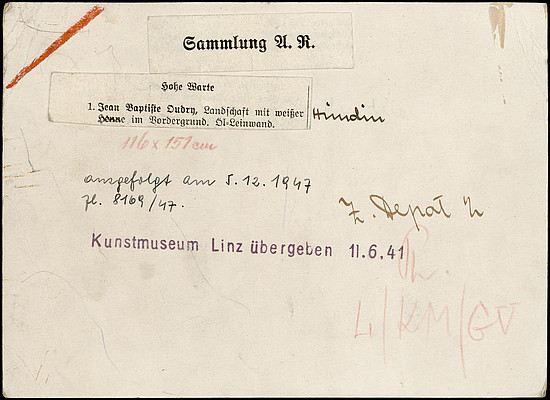 Sammlung A. R.
Hohe Warte
1. Jean Baptiste Oudry, Landschaft mit weißer Hündin
Henne im Vordergrund. Öl-Leinwand.
116 x 151 cm
ausgefolgt am 5.12.1947
Zl. 8169/47.
Z. Depot
Kunstmuseum Linz übergeben 11.6.41
L/KM/GV